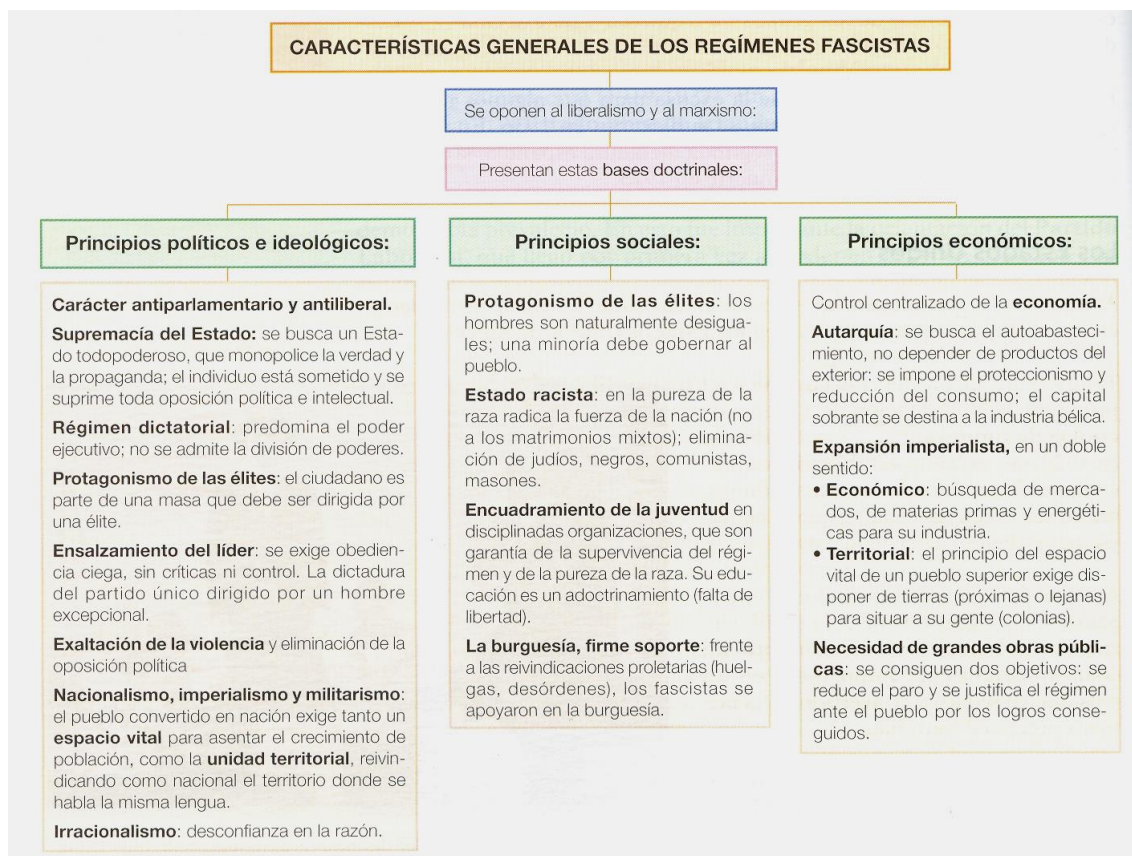 CARACTERÍSTICAS GENERALES DE LOS REGÍMENES FASCISTAS
Se oponen al liberalismo y al marxismo:
Presentan estas bases doctrinales:
Principios políticos e ideológicos:
Carácter antiparlamentario y antiliberal.
Supremacía del Estado: se busca un Esta-
do todopoderoso, que monopolice la verdad y
la propaganda; el individuo está sometido y se
suprime toda oposición política e intelectual.
Régimen dictatorial: predomina el poder
ejecutivo; no se admite la división de poderes.
Protagonismo de las élites: el ciudadano es
parte de una masa que debe ser dirigida por
una élite.
Ensalzamiento del líder: se exige obedien-
cia ciega, sin críticas ni control. La dictadura
del partido único dirigido por un hombre
excepcional.
Exaltación de la violencia y eliminación de la
oposición política
Nacionalismo, imperialismo y militarismo:
el pueblo convertido en nación exige tanto un
espacio vital para asentar el crecimiento de
población, como la unidad territorial, reivin-
dicando como nacional el territorio donde se
habla la misma lengua.
Irracionalismo: desconfianza en la razón.
Principios sociales:
Protagonismo de las élites: los
hombres son naturalmente desigua-
les; una minoría debe gobernar al
pueblo.
Estado racista: en la pureza de la
raza radica la fuerza de la nación (no
a los matrimonios mixtos); elimina-
ción de judíos, negros, comunistas,
masones.
Encuadramiento de la juventud en
disciplinadas organizaciones, que son
garantía de la supervivencia del régi-
men y de la pureza de la raza. Su edu-
cación es un adoctrinamiento (falta de
libertad).
La burguesía, firme soporte: frente
a las reivindicaciones proletarias (huel-
gas, desórdenes), los fascistas se
apoyaron en la burguesía.
Principios económicos:
Control centralizado de la economía.
Autarquía: se busca el autoabasteci-
miento, no depender de productos del
exterior: se impone el proteccionismo y
reducción del consumo; el capital
sobrante se destina a la industria bélica.
Expansión imperialista, en un doble
sentido:
• Económico: búsqueda de merca-
dos, de materias primas y energéti-
cas para su industria.
• Territorial: el principio del espacio
vital de un pueblo superior exige dis-
poner de tierras (próximas o lejanas)
para situar a su gente (colonias).
Necesidad de grandes obras públi-
cas: se consiguen dos objetivos: se
reduce el paro y se justifica el régimen
ante el pueblo por los logros conse-
guidos.